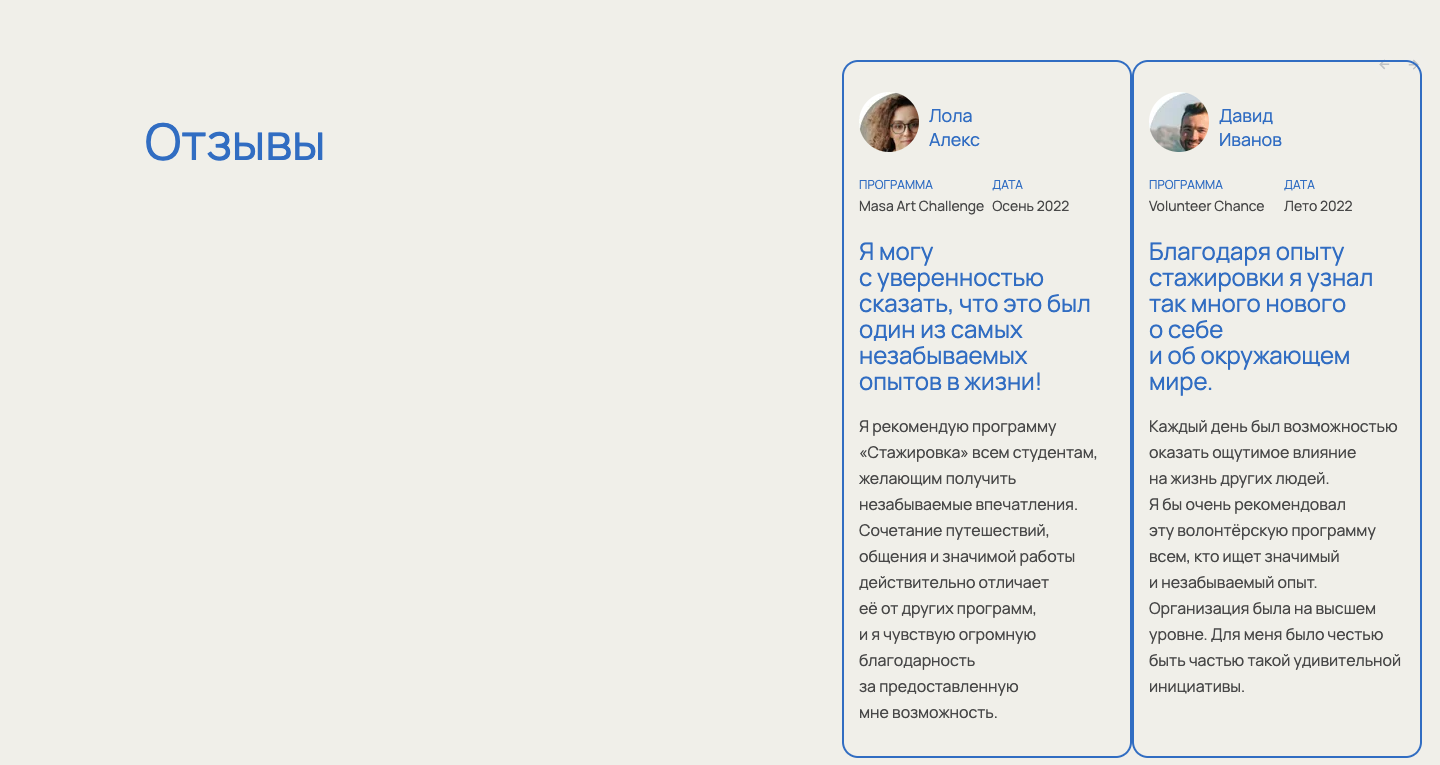 Отзывы
Лола
Алекс
ПРОГРАММА ДАТА
Masa Art Challenge Осень 2022
Я могу
с уверенностью
сказать, что это был
один из самых
незабываемых
опытов в жизни!
Я рекомендую программу
«Стажировка» всем студентам,
желающим получить
незабываемые впечатления.
Сочетание путешествий,
общения и значимой работы
действительно отличает
её от других программ,
и я чувствую огромную
благодарность
за предоставленную
мне возможность.
Давид
Иванов
ПРОГРАММА ДАТА
Volunteer Chance Лето 2022
Благодаря опыту
стажировки я узнал
так много нового
о себе
и об окружающем
мире.
Каждый день был возможностью
оказать ощутимое влияние
на жизнь других людей.
Я бы очень рекомендовал
эту волонтёрскую программу
всем, кто ищет значимый
и незабываемый опыт.
Организация была на высшем
уровне. Для меня было честью
быть частью такой удивительной
инициативы.